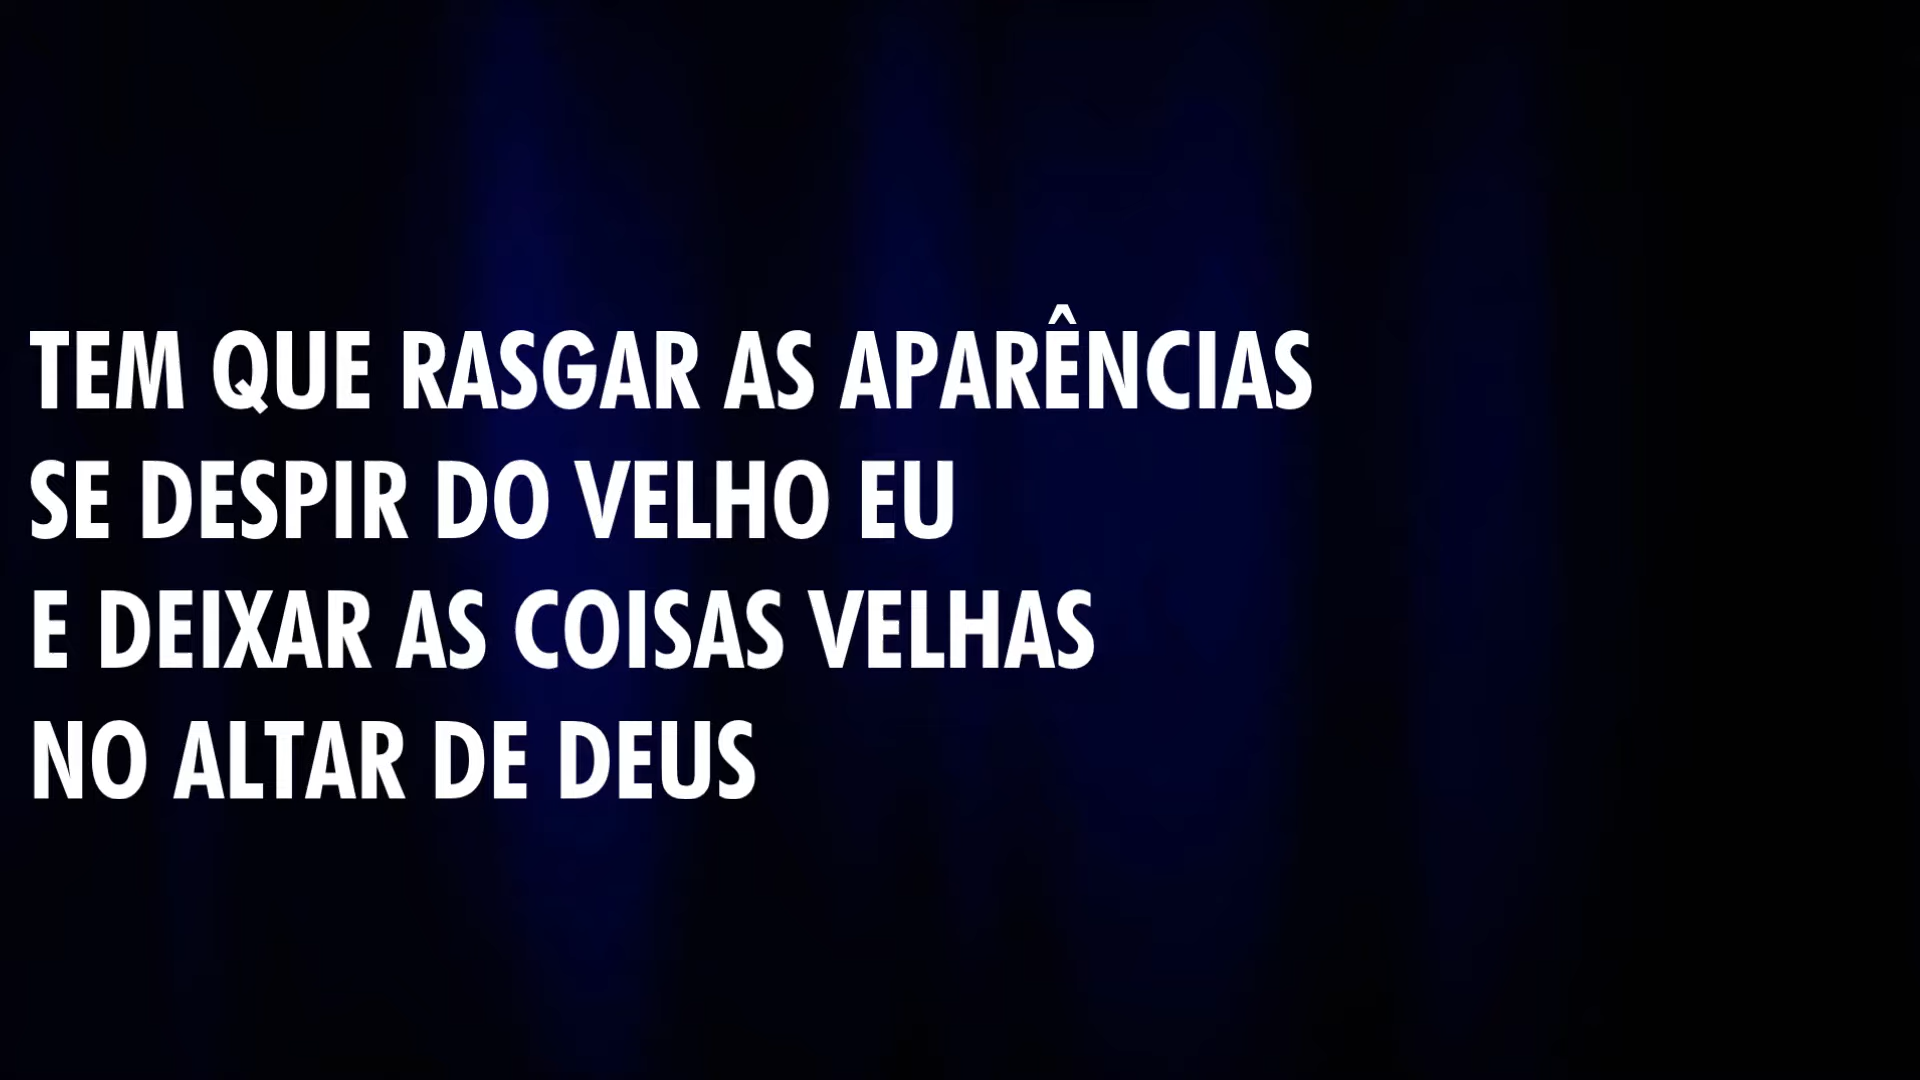 TEM QUE RASGAR AS APARÊNCIAS
SE DESPIR DO VELHO EU
E DEIXAR AS COISAS VELHAS
NO ALTAR DE DEUS